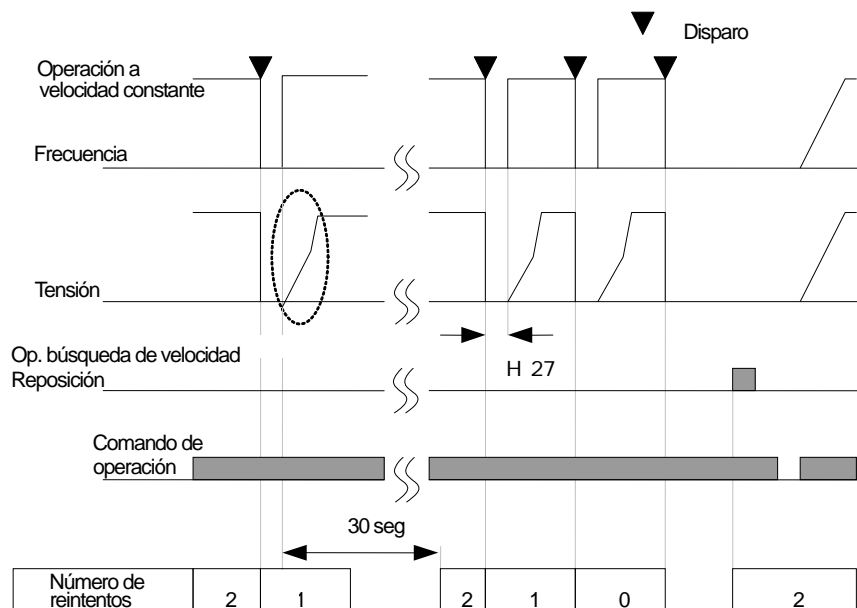 Disparo
Operación a
velocidad constante
Frecuencia
Tensión
Op. búsqueda de velocidad
Reposición
H 27
Comando de
operación
30 seg
Número de
reintentos
2 1 2 1 0 2